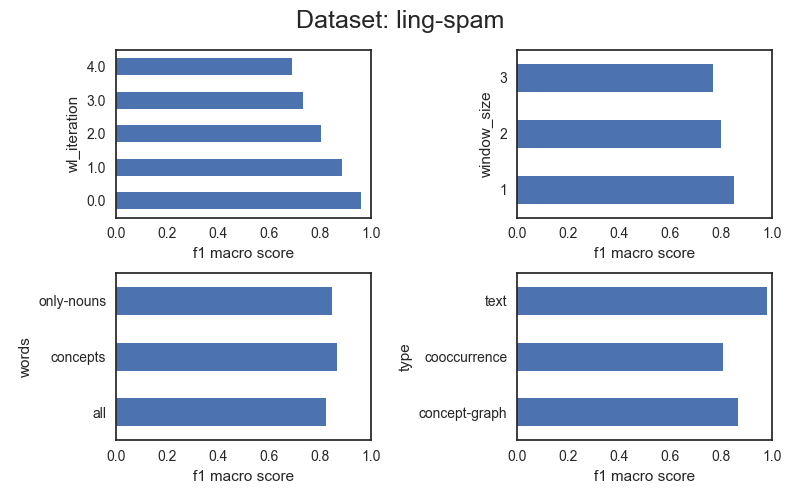 Dataset: ling-spam
wl_iteration
4.0
3.0
2.0
1.0
0.0
0.0 0.2 0.4 0.6 0.8 1.0
f1 macro score
window_size
3
2
1
0.0 0.2 0.4 0.6 0.8 1.0
f1 macro score
words
only-nouns
concepts
all
0.0 0.2 0.4 0.6 0.8 1.0
f1 macro score
type
text
cooccurrence
concept-graph
0.0 0.2 0.4 0.6 0.8 1.0
f1 macro score